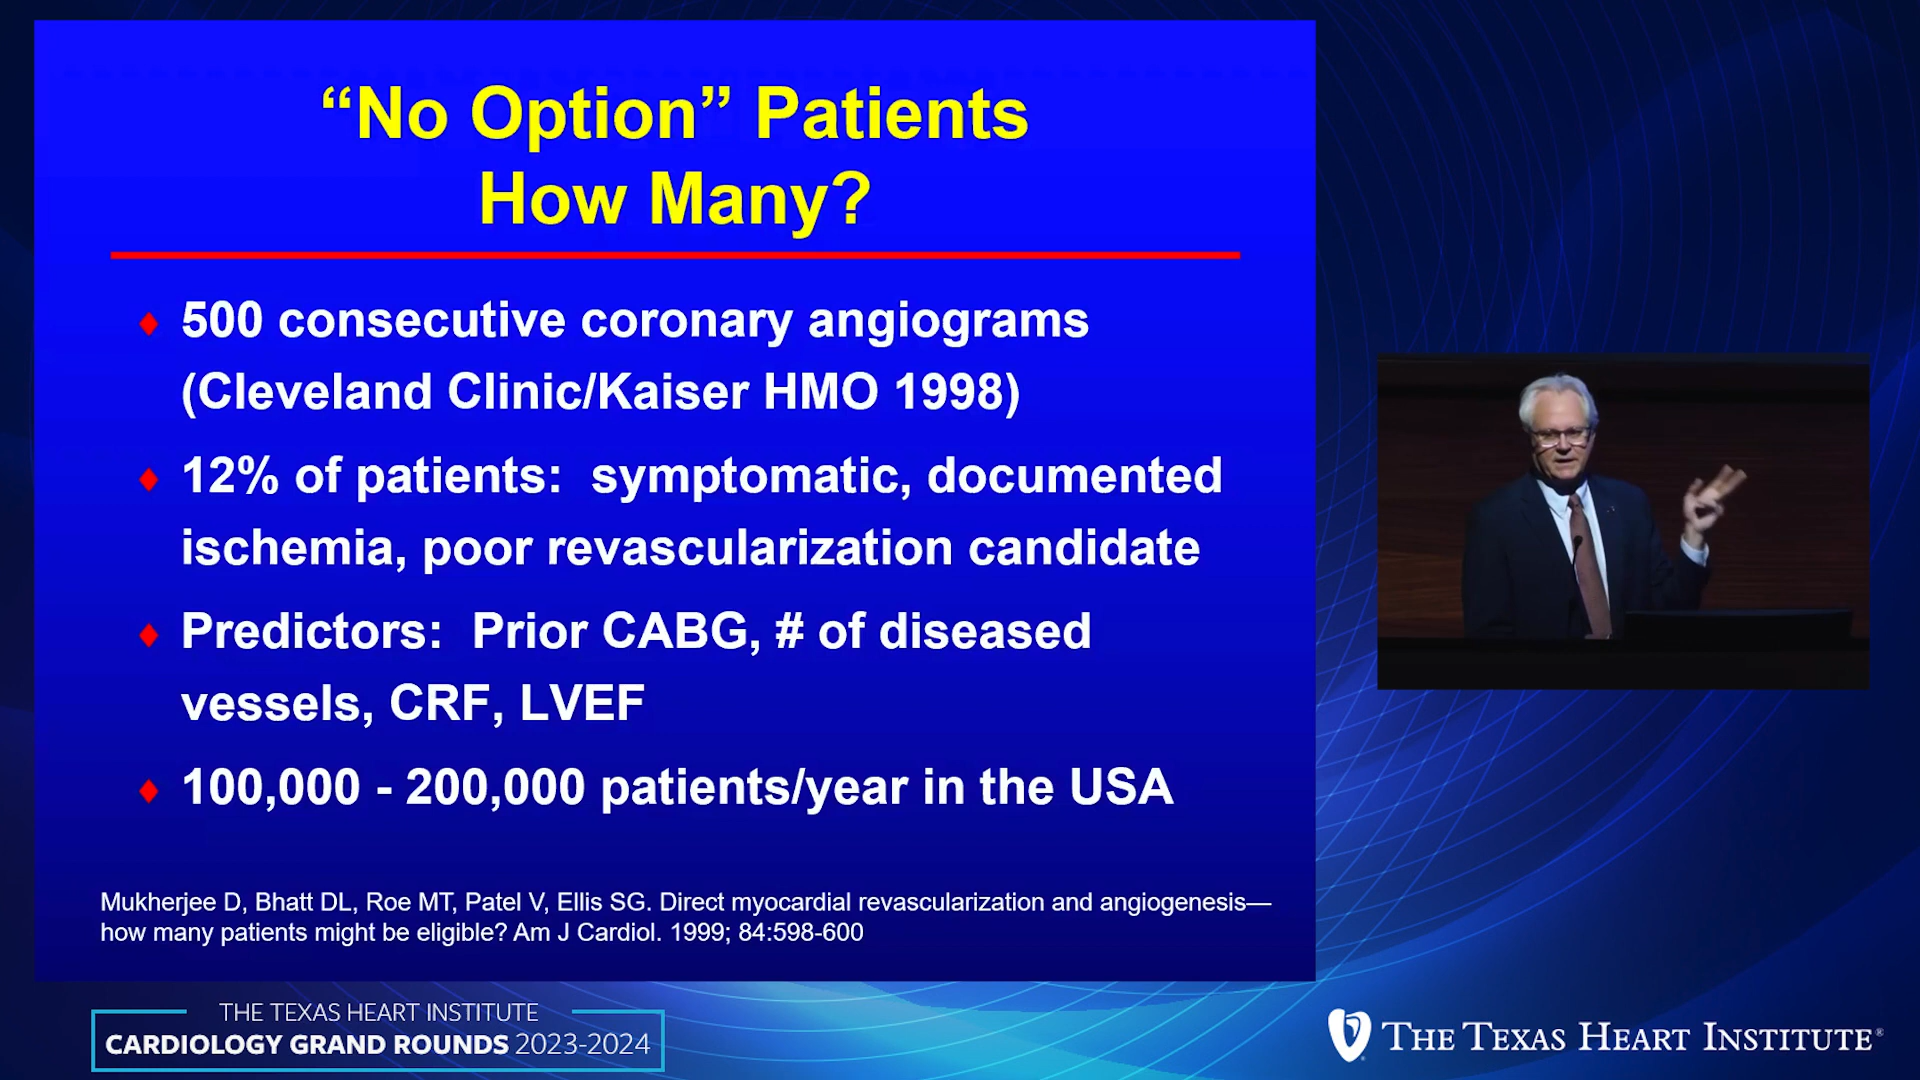 “No Option” Patients
How Many?
500 consecutive coronary angiograms
(Cleveland Clinic/Kaiser HMO 1998)
12% of patients: symptomatic, documented
ischemia, poor revascularization candidate
Predictors: Prior CABG, # of diseased
vessels, CRF, LVEF
100,000 - 200,000 patients/year in the USA
Mukherjee D, Bhatt DL, Roe MT, Patel V, Ellis SG. Direct myocardial revascularization and angiogenesis—
how many patients might be eligible? Am J Cardiol. 1999; 84:598-600
THE TEXAS HEART INSTITUTE
CARDIOLOGY GRAND ROUNDS 2023-2024
THE TEXAS HEART INSTITUTE®